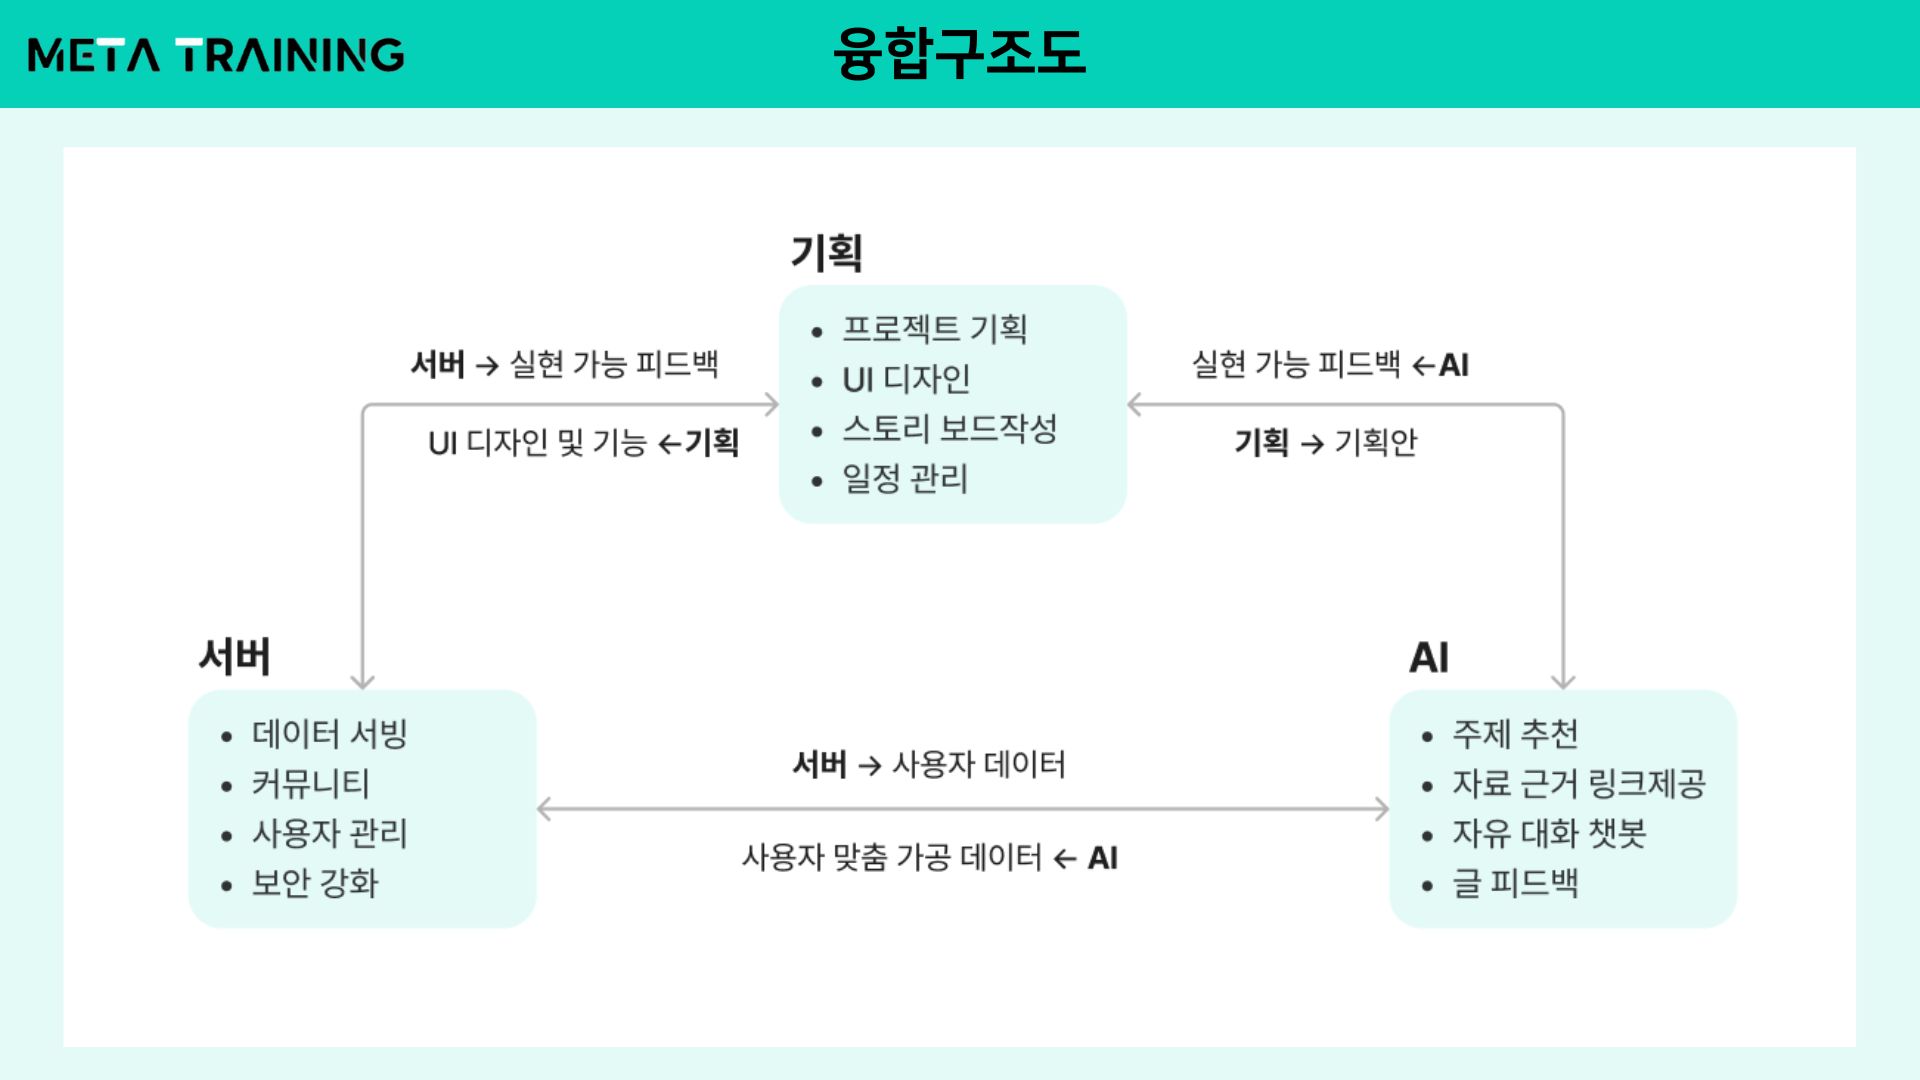 META TRAINING
융합구조도
기획
• 프로젝트 기획
• UI 디자인
• 스토리 보드작성
• 일정 관리
서버 → 실현 가능 피드백
UI 디자인 및 기능 ←기획
실현 가능 피드백 ←AI
기획 → 기획안
서버
• 데이터 서빙
• 커뮤니티
• 사용자 관리
• 보안 강화
서버 → 사용자 데이터
사용자 맞춤 가공 데이터 ← AI
AI
• 주제 추천
• 자료 근거 링크제공
• 자유 대화 챗봇
• 글 피드백